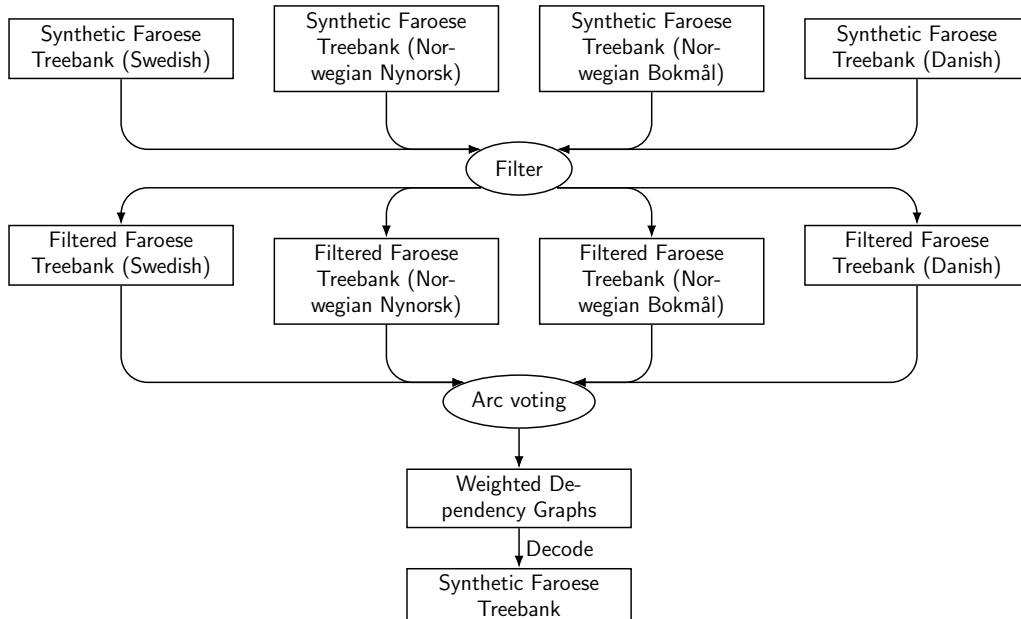 Synthetic Faroese
Treebank (Swedish)
Synthetic Faroese
Treebank (Nor-
wegian Nynorsk)
Synthetic Faroese
Treebank (Nor-
wegian Bokmål)
Synthetic Faroese
Treebank (Danish)
Filter
Filtered Faroese
Treebank (Swedish)
Filtered Faroese
Treebank (Nor-
wegian Nynorsk)
Filtered Faroese
Treebank (Nor-
wegian Bokmål)
Filtered Faroese
Treebank (Danish)
Arc voting
Weighted De-
pendency Graphs
Decode
Synthetic Faroese
Treebank